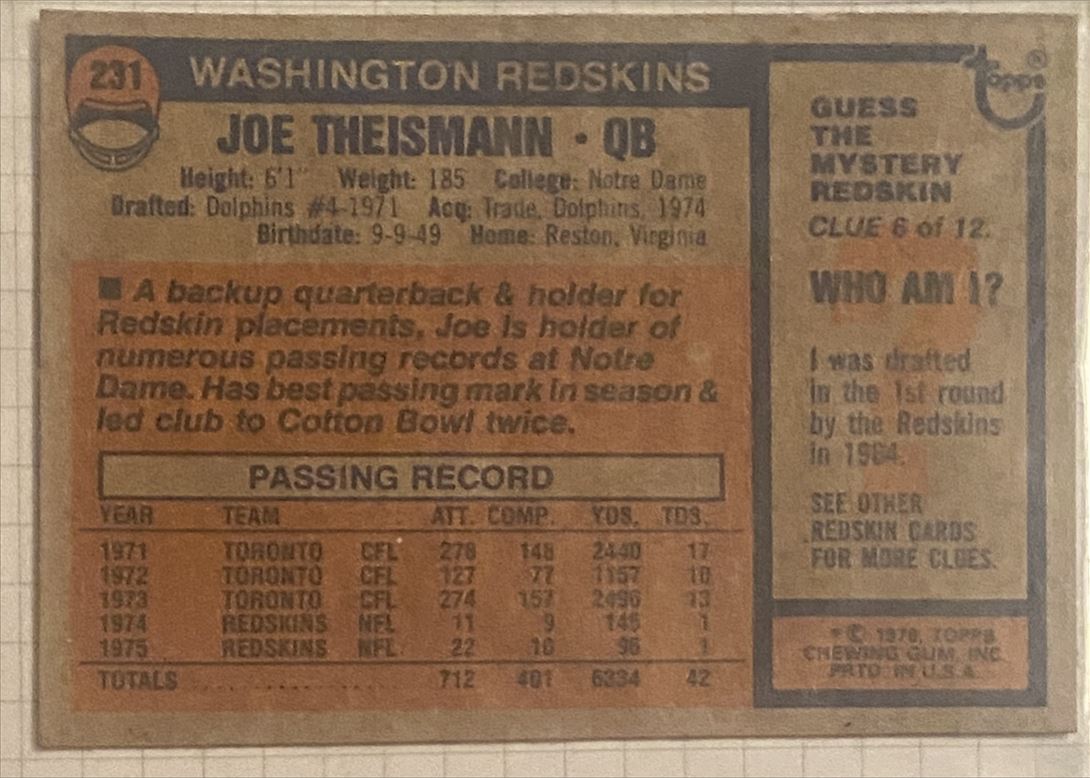 231
WASHINGTON REDSKINS
JOE THEISMANN • QB
Height: 6'1" Weight: 185 College: Notre Dame
Drafted: Dolphins #4-1971 Acq: Trade, Dolphins, 1974
Birthdate: 9-9-49 Home: Reston, Virginia
■ A backup quarterback & holder for
Redskin placements, Joe is holder of
numerous passing records at Notre
Dame. Has best passing mark in season &
led club to Cotton Bowl twice.
PASSING RECORD
YEAR TEAM ATT. COMP. YDS. TDS.
1971 TORONTO CFL 278 148 2440 17
1972 TORONTO CFL 127 77 1157 10
1973 TORONTO CFL 274 157 2496 13
1974 REDSKINS NFL 11 9 145 1
1975 REDSKINS NFL 22 10 96 1
TOTALS .................. 712 401 6334 42
Topps®
GUESS
THE
MYSTERY
REDSKIN
CLUE 6 of 12.
WHO AM I?
I was drafted
in the 1st round
by the Redskins
in 1964.
SEE OTHER
REDSKIN CARDS
FOR MORE CLUES.
* © 1976, TOPPS
CHEWING GUM, INC.
PRTD. IN U.S.A.